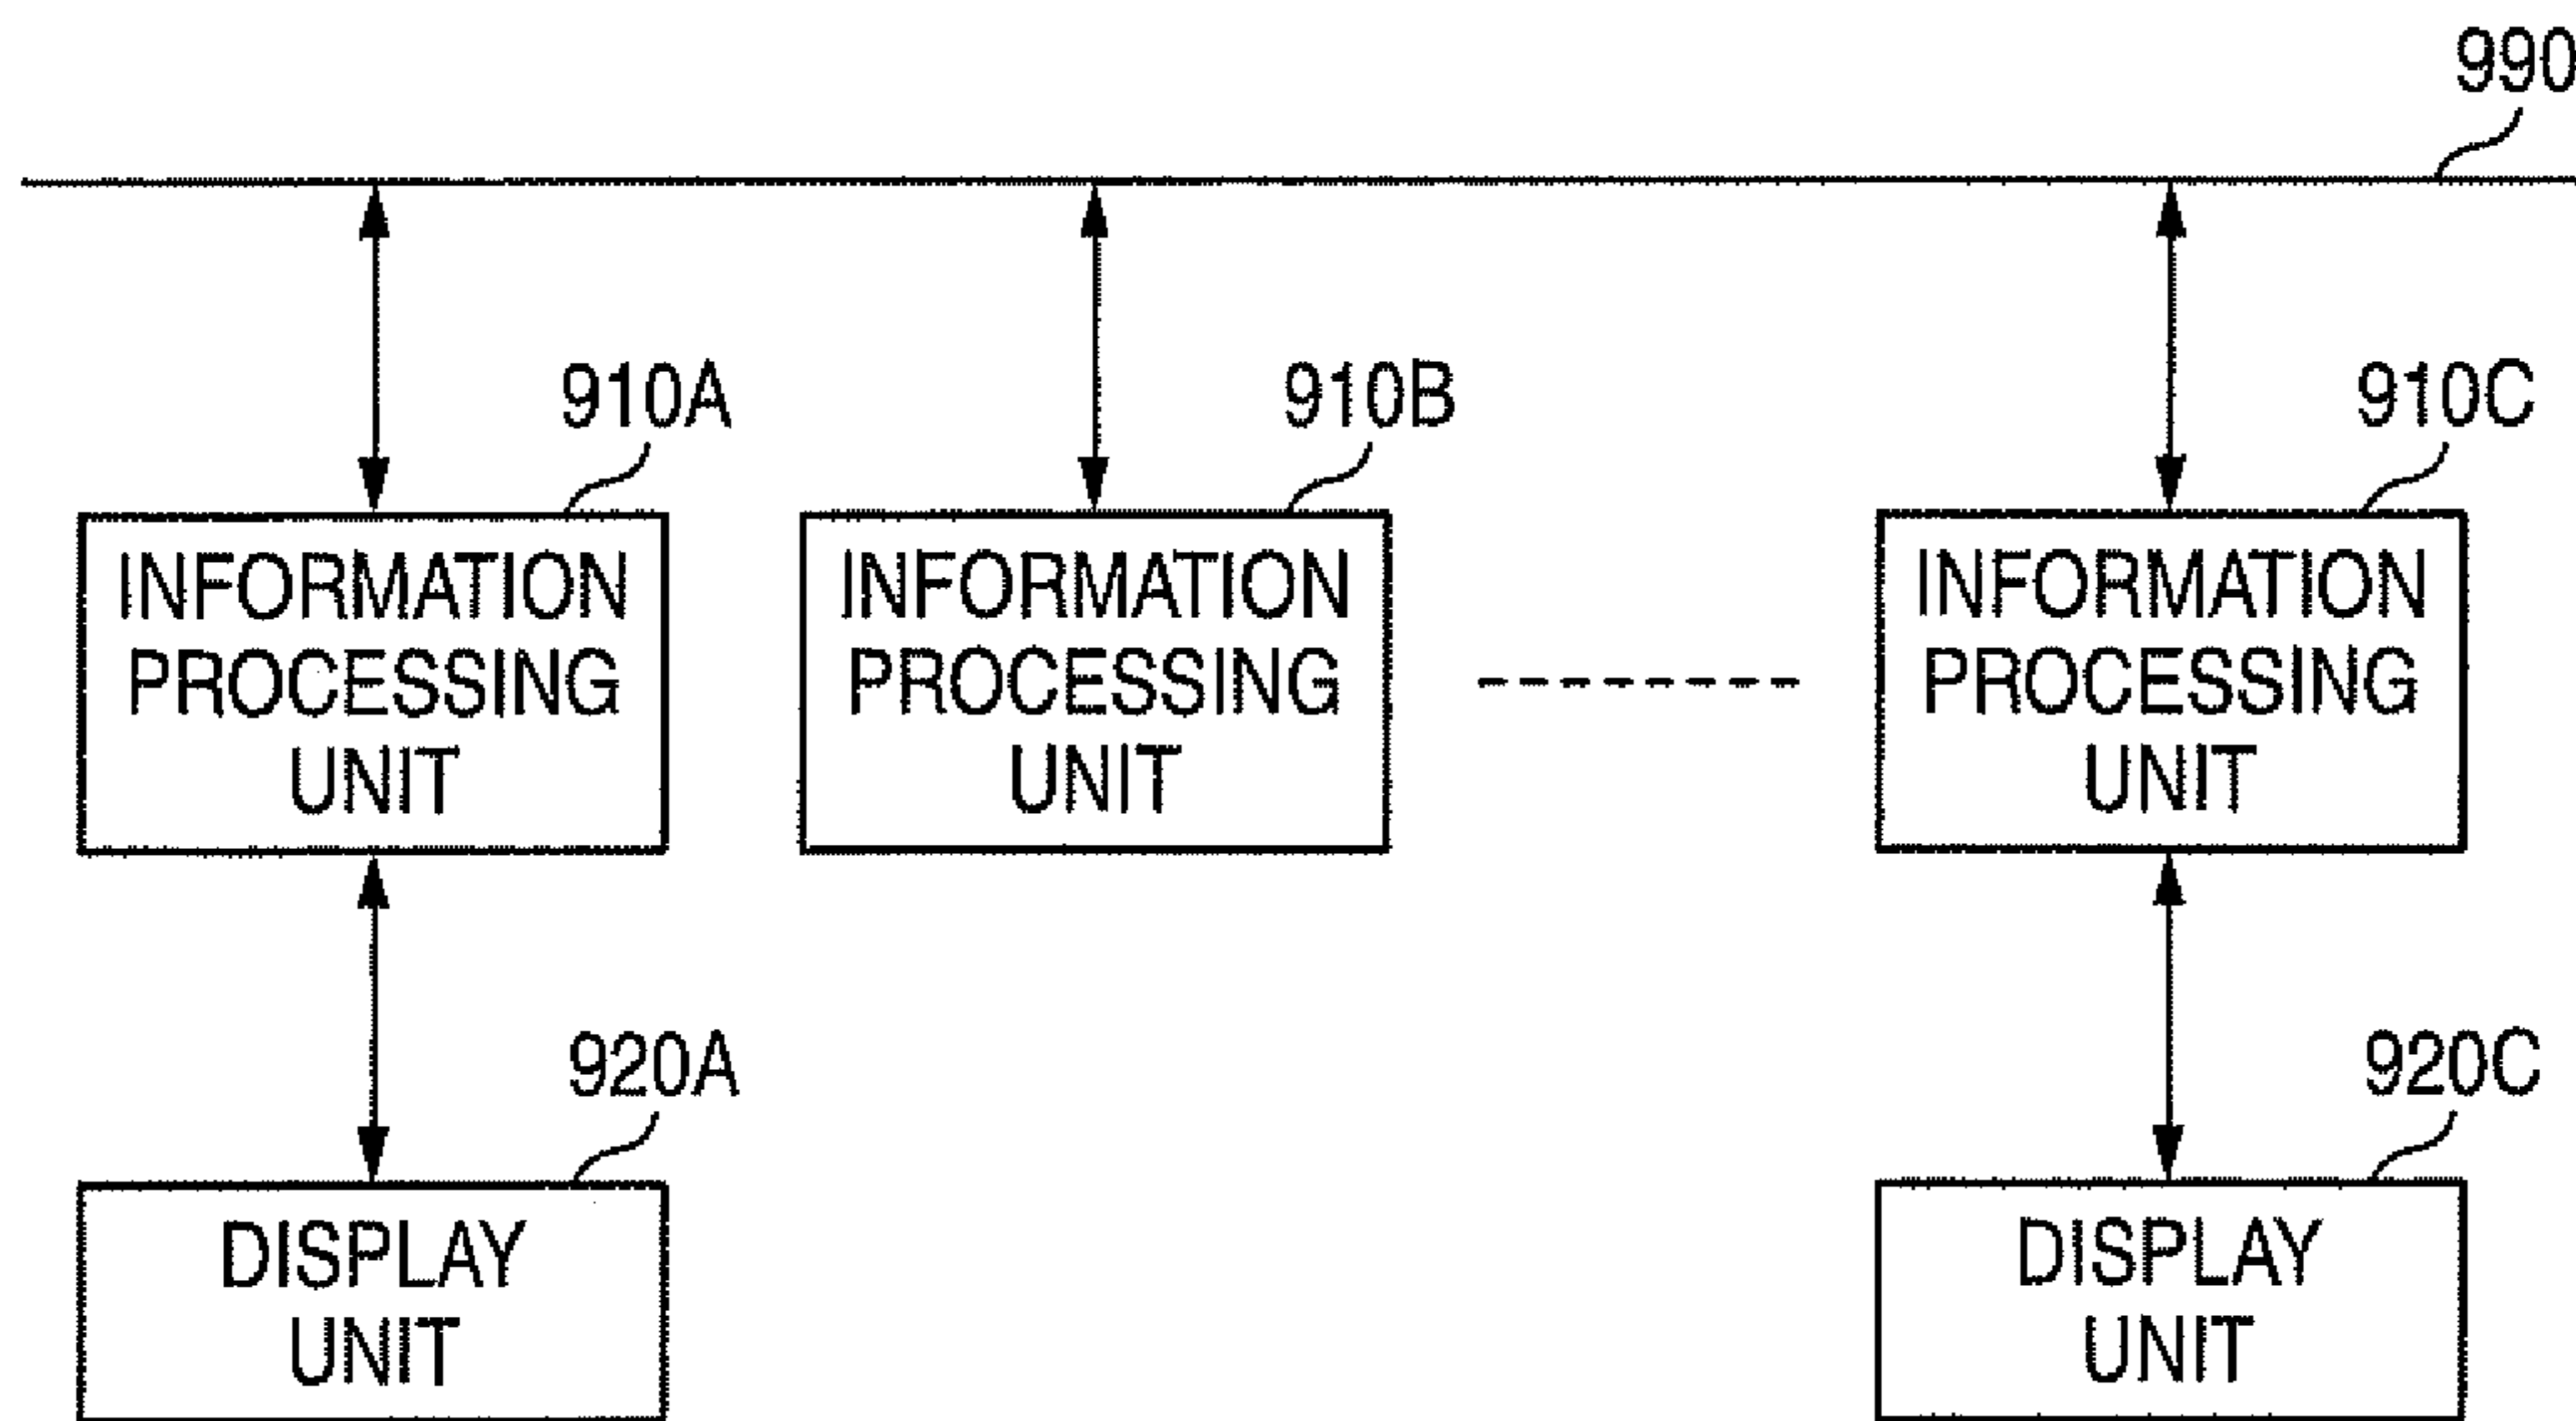 990
910A
910B
910C
INFORMATION
PROCESSING
UNIT
INFORMATION
PROCESSING
UNIT
INFORMATION
PROCESSING
UNIT
920A
920C
DISPLAY
UNIT
DISPLAY
UNIT